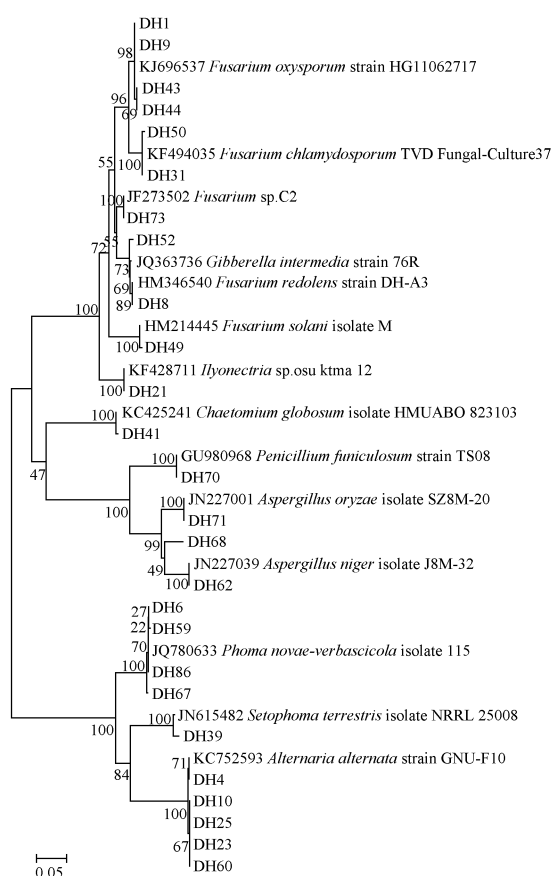 DH1
DH9
98
KJ696537 Fusarium oxysporum strain HG11062717
DH43
96
DH44
69
DH50
KF494035 Fusarium chlamydosporum TVD Fungal-Culture37
55
100
DH31
JF273502 Fusarium sp.C2
100
DH73
DH52
55
72
JQ363736 Gibberella intermedia strain 76R
73
HM346540 Fusarium redolens strain DH-A3
69
DH8
89
100
HM214445 Fusarium solani isolate M
100
DH49
KF428711 Ilyonectria sp.osu ktma 12
100
DH21
KC425241 Chaetomium globosum isolate HMUABO 823103
100
DH41
47
GU980968 Penicillium funiculosum strain TS08
100
DH70
JN227001 Aspergillus oryzae isolate SZ8M-20
100
100
DH71
DH68
99
JN227039 Aspergillus niger isolate J8M-32
49
100
DH62
DH6
27
DH59
22
JQ780633 Phoma novae-verbascicola isolate 115
70
DH86
100
DH67
JN615482 Setophoma terrestris isolate NRRL 25008
100
100
DH39
KC752593 Alternaria alternata strain GNU-F10
71
84
DH4
DH10
100
DH25
DH23
67
DH60
0.05